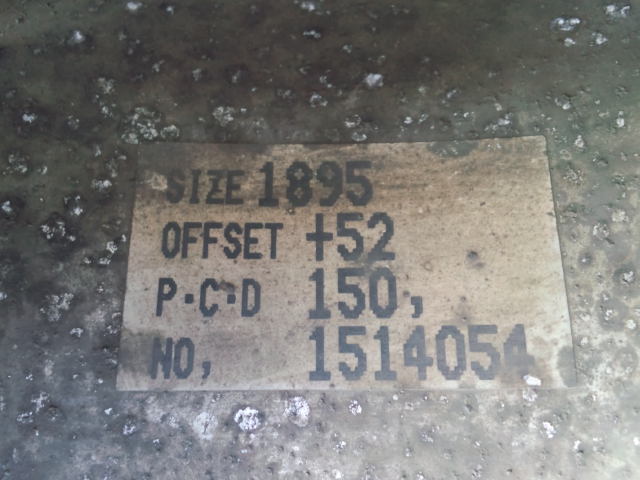 SIZE 1895
OFFSET +52
P·C·D 150,
NO, 1514054